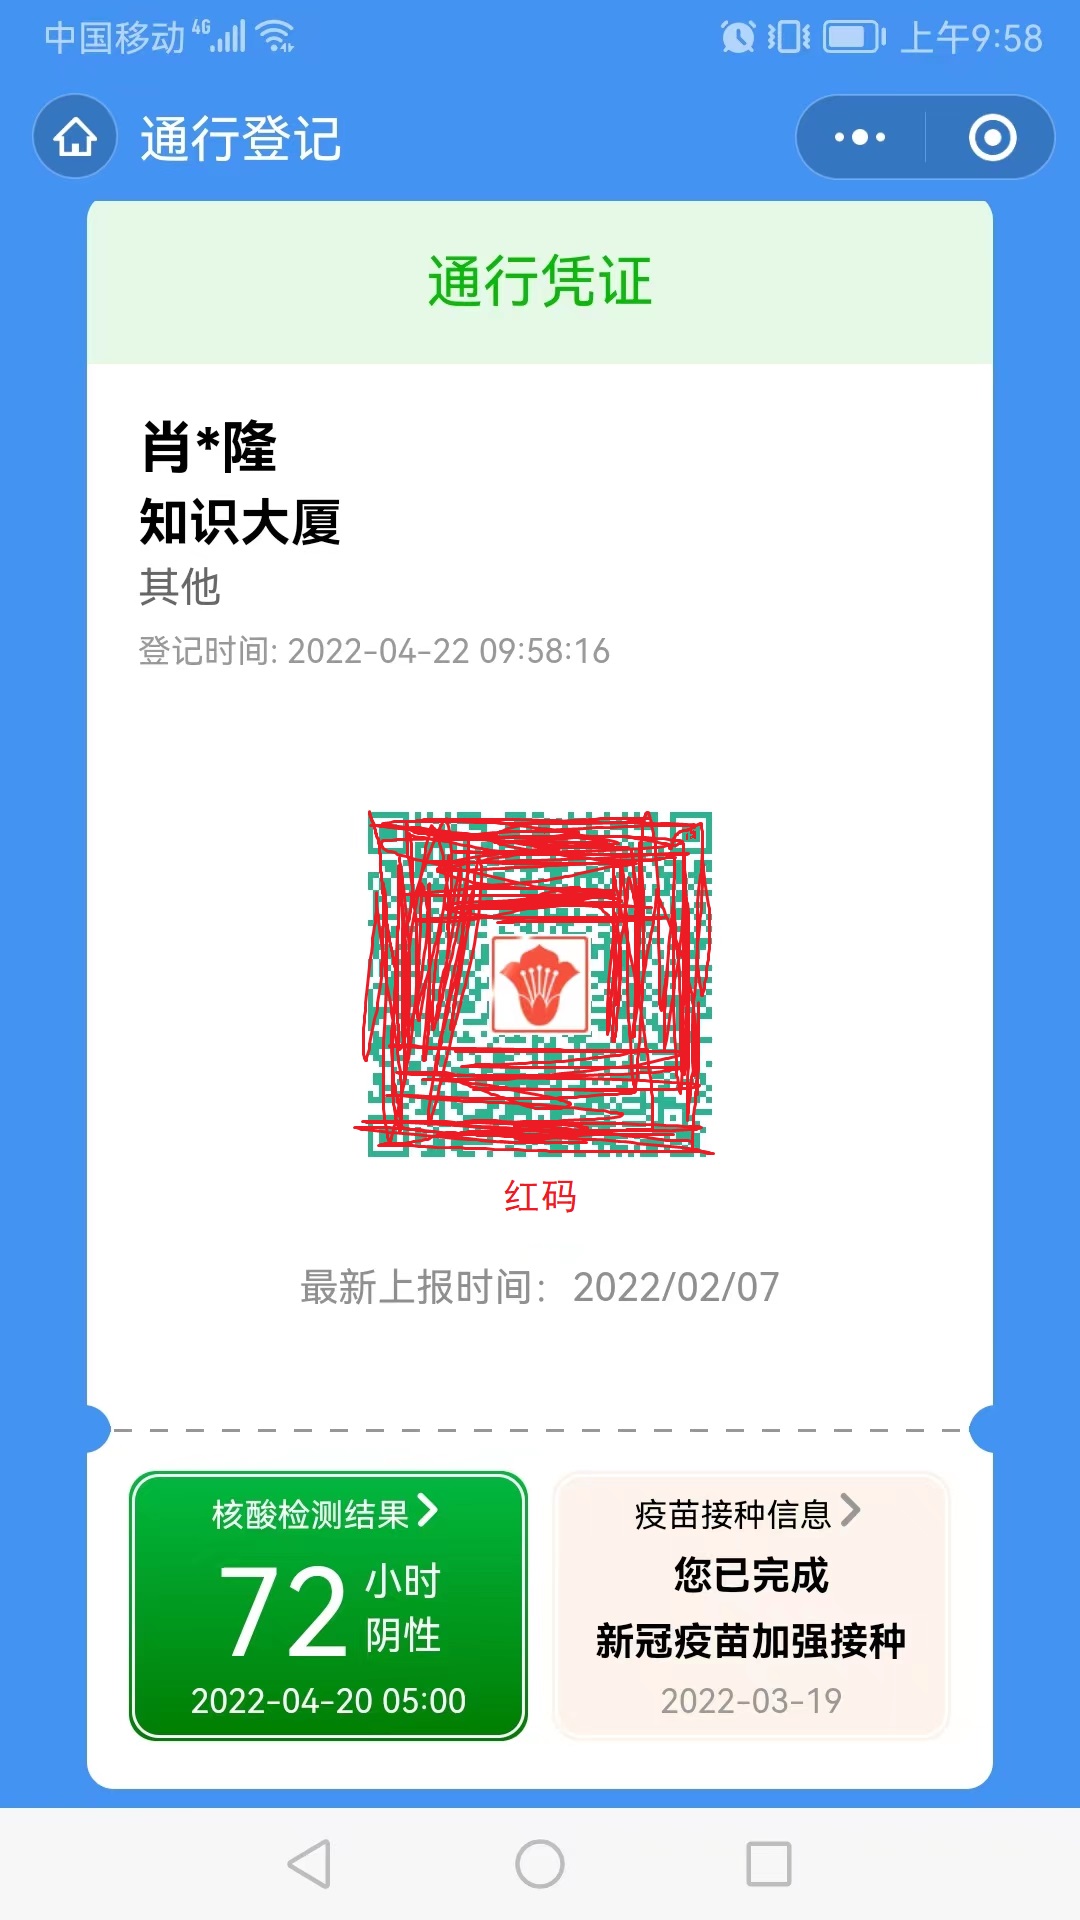 中国移动 4G 上午9:58
通行登记
通行凭证
肖*隆
知识大厦
其他
登记时间: 2022-04-22 09:58:16
红码
最新上报时间：2022/02/07
核酸检测结果
72 小时
阴性
2022-04-20 05:00
疫苗接种信息
您已完成
新冠疫苗加强接种
2022-03-19